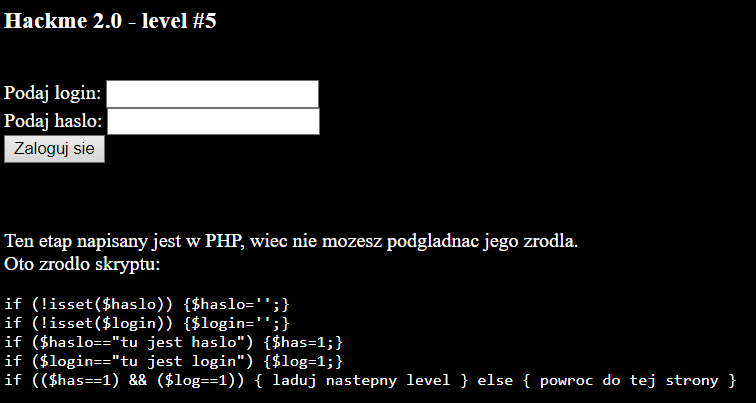 Hackme 2.0 - level #5
Podaj login:
Podaj haslo:
Zaloguj sie
Ten etap napisany jest w PHP, wiec nie mozesz podgladnac jego zrodla.
Oto zrodlo skryptu:
if (!isset($haslo)) {$haslo='';}
if (!isset($login)) {$login='';}
if ($haslo=="tu jest haslo") {$has=1;}
if ($login=="tu jest login") {$log=1;}
if (($has==1) && ($log==1)) { laduj nastepny level } else { powroc do tej strony }